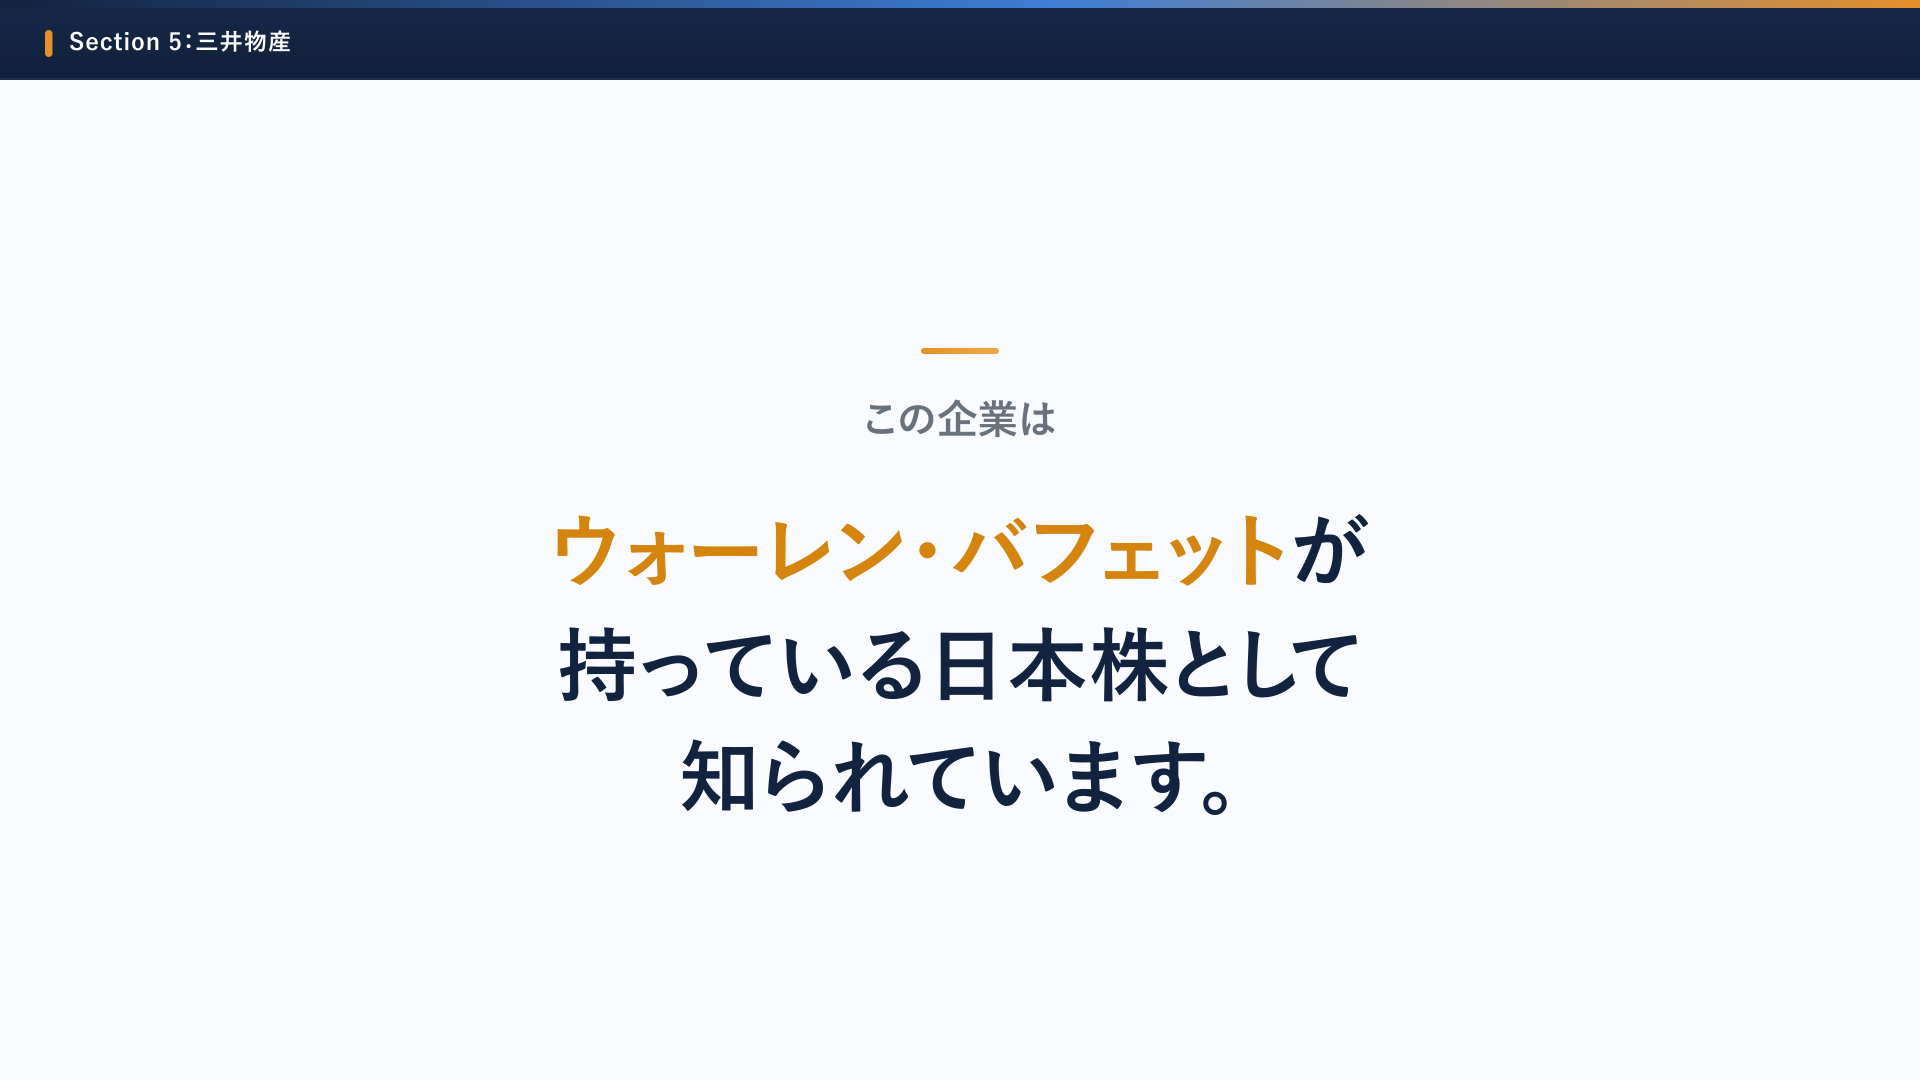 Section 5：三井物産
この企業は
ウォーレン・バフェットが
持っている日本株として
知られています。